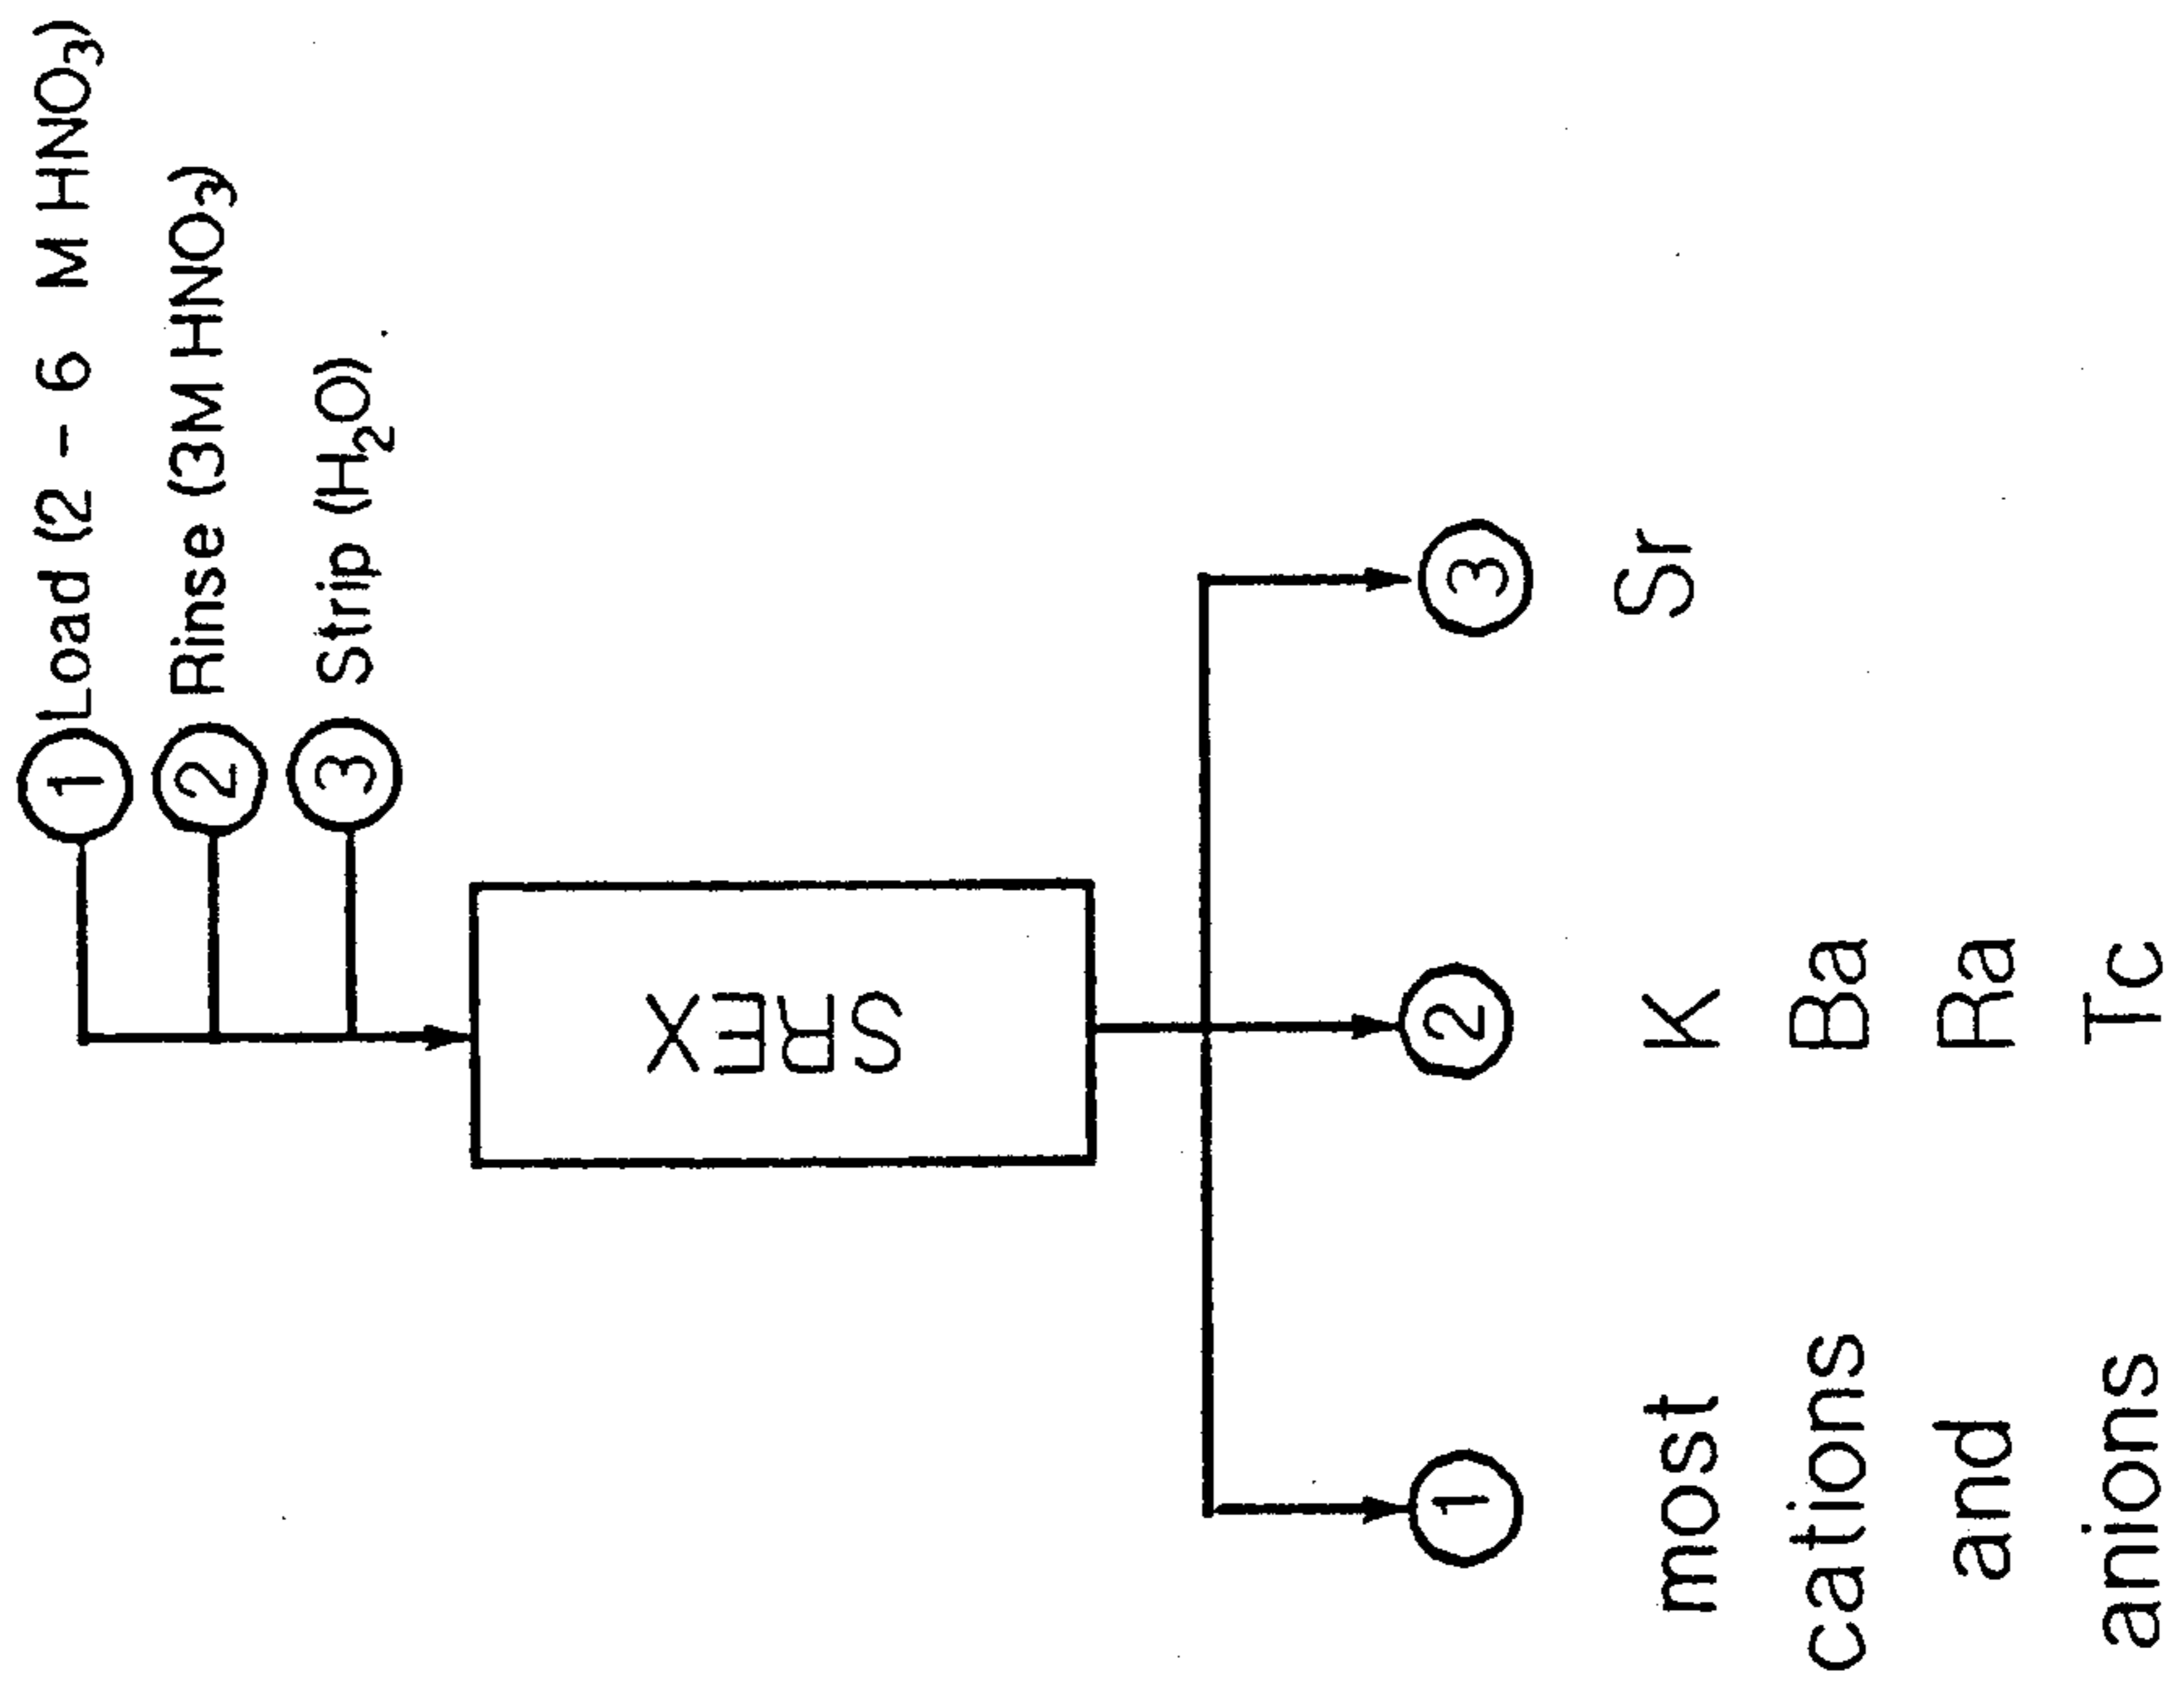 ① Load (2 - 6 M HNO₃)
② Rinse (3M HNO₃)
③ Strip (H₂O)
SREX
① ② ③
most K Sr
cations Ba
and Ra
anions Tc